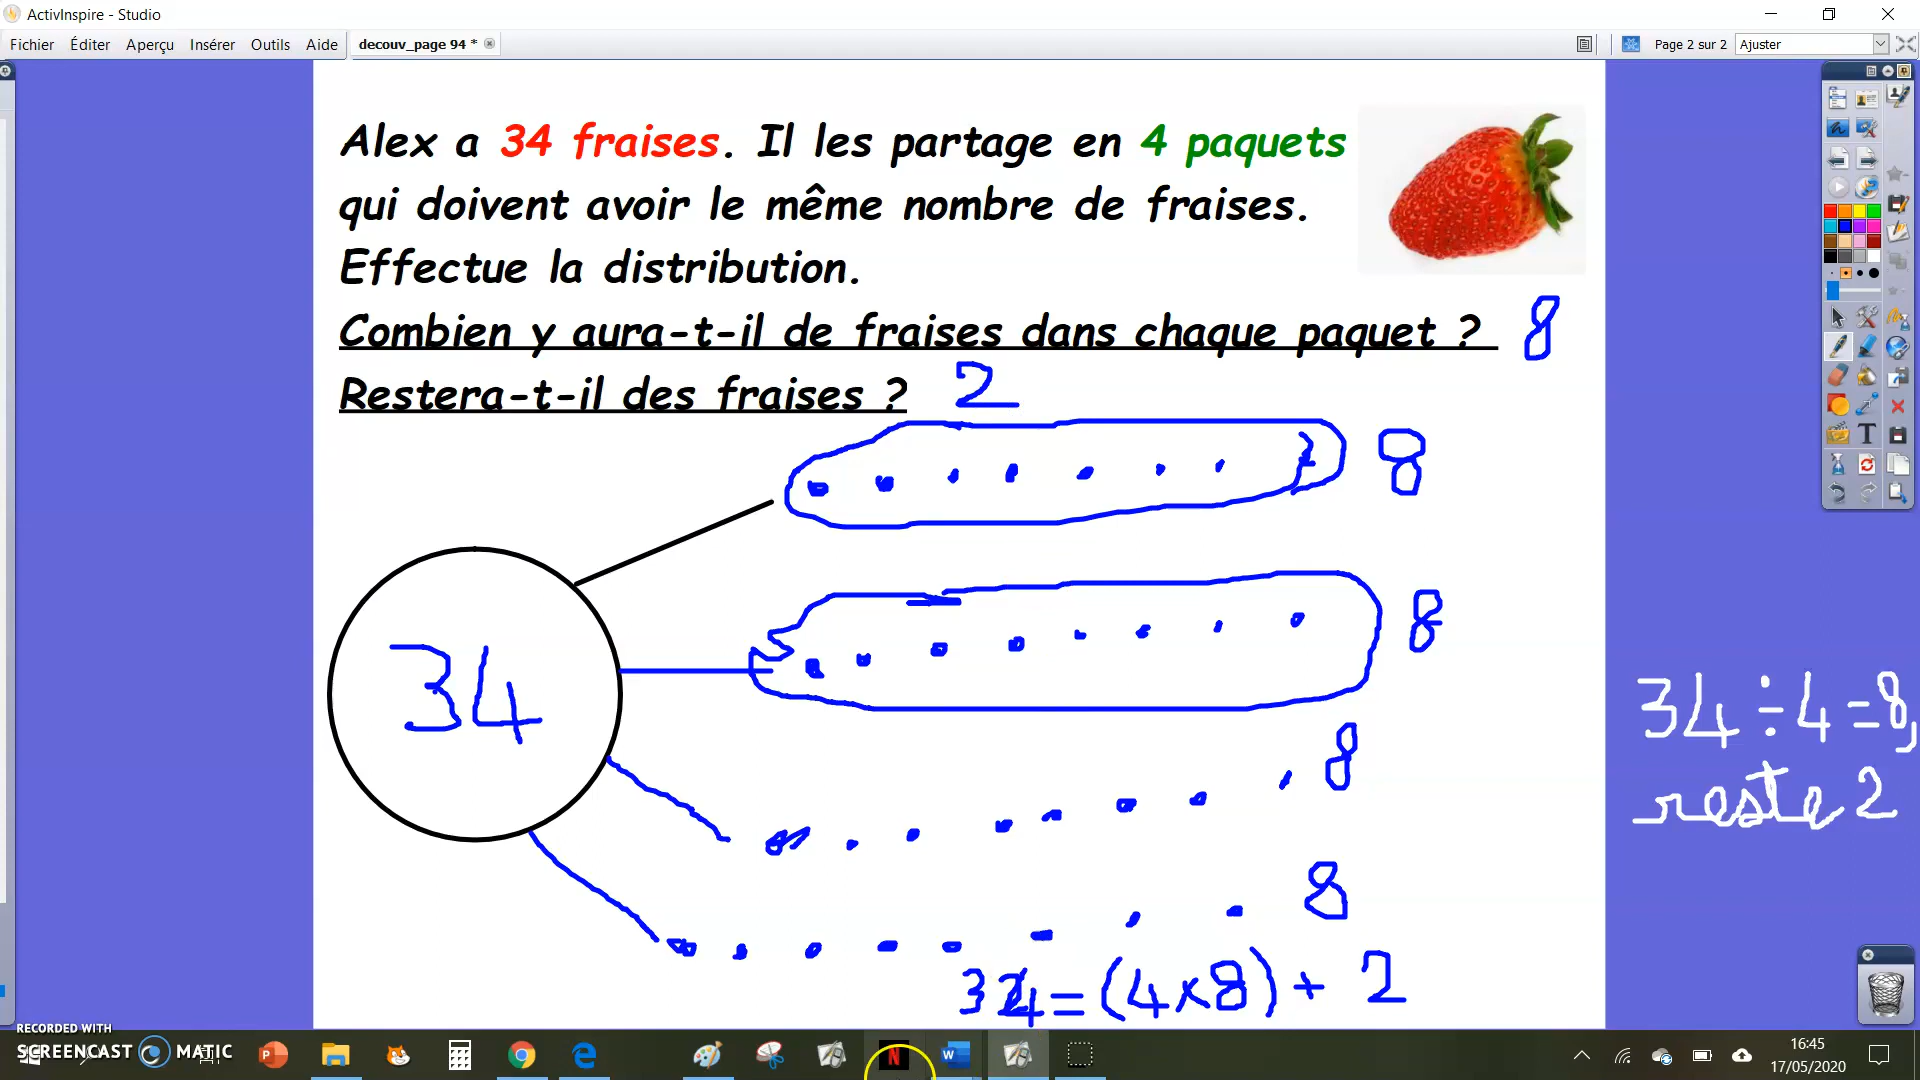 ActivInspire - Studio
Fichier Éditer Aperçu Insérer Outils Aide decouv_page 94 * Page 2 sur 2 Ajuster
Alex a 34 fraises. Il les partage en 4 paquets
qui doivent avoir le même nombre de fraises.
Effectue la distribution.
Combien y aura-t-il de fraises dans chaque paquet ? 8
Restera-t-il des fraises ? 2
8
8
34
34 ÷ 4 = 8,
reste 2
8
8
34 = (4 x 8) + 2
RECORDED WITH
SCREENCAST MATIC
16:45
17/05/2020